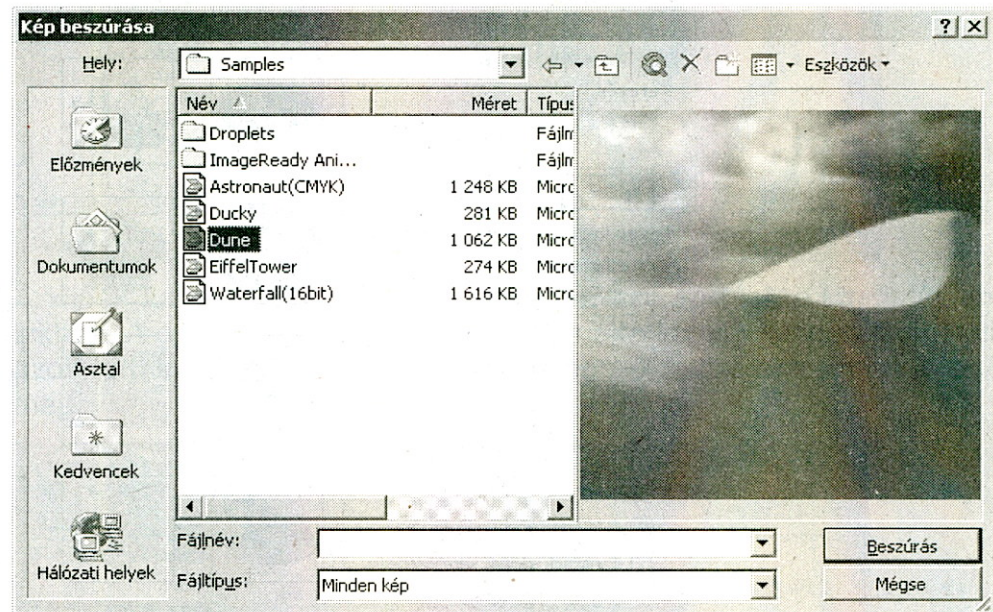 Kép beszúrása
Hely:
Samples
Eszközök
Előzmények
Dokumentumok
Asztal
Kedvencek
Hálózati helyek
Név Méret Típus
Droplets Fájlm
ImageReady Ani... Fájlm
Astronaut(CMYK) 1 248 KB Micro
Ducky 281 KB Micro
Dune 1 062 KB Micro
EiffelTower 274 KB Micro
Waterfall(16bit) 1 616 KB Micro
Fájlnév:
Beszúrás
Fájltípus: Minden kép
Mégse